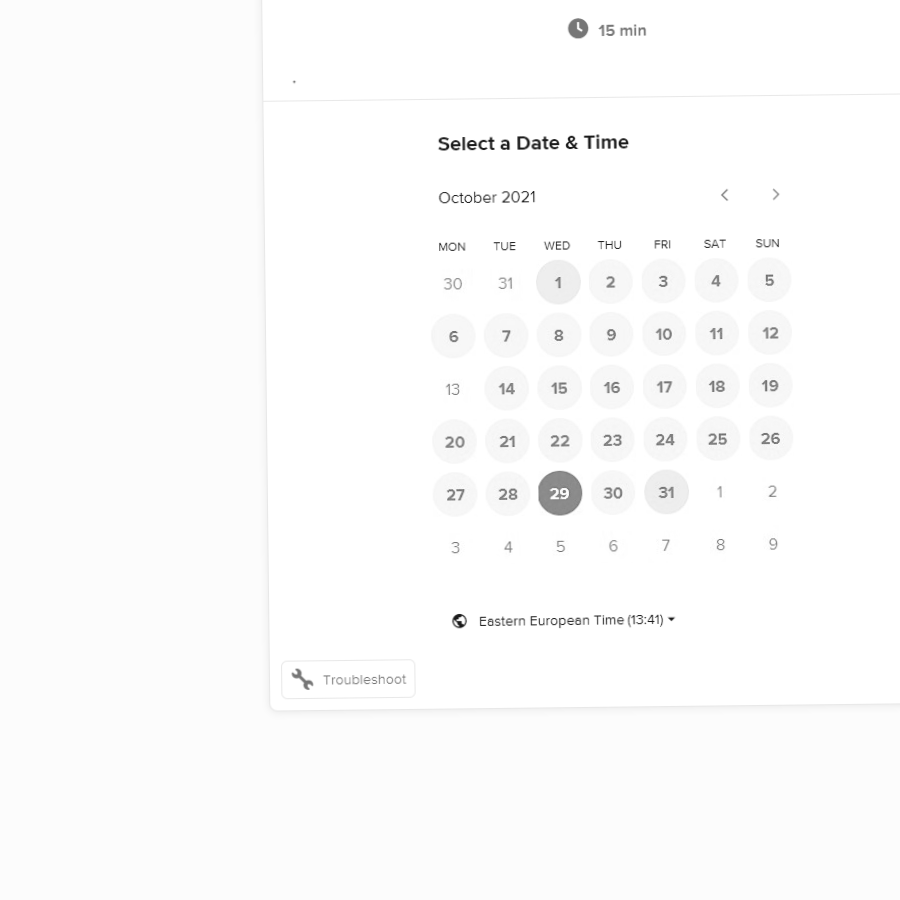 15 min
.
Select a Date & Time
October 2021
MON TUE WED THU FRI SAT SUN
30 31 1 2 3 4 5
6 7 8 9 10 11 12
13 14 15 16 17 18 19
20 21 22 23 24 25 26
27 28 29 30 31 1 2
3 4 5 6 7 8 9
Eastern European Time (13:41)
Troubleshoot